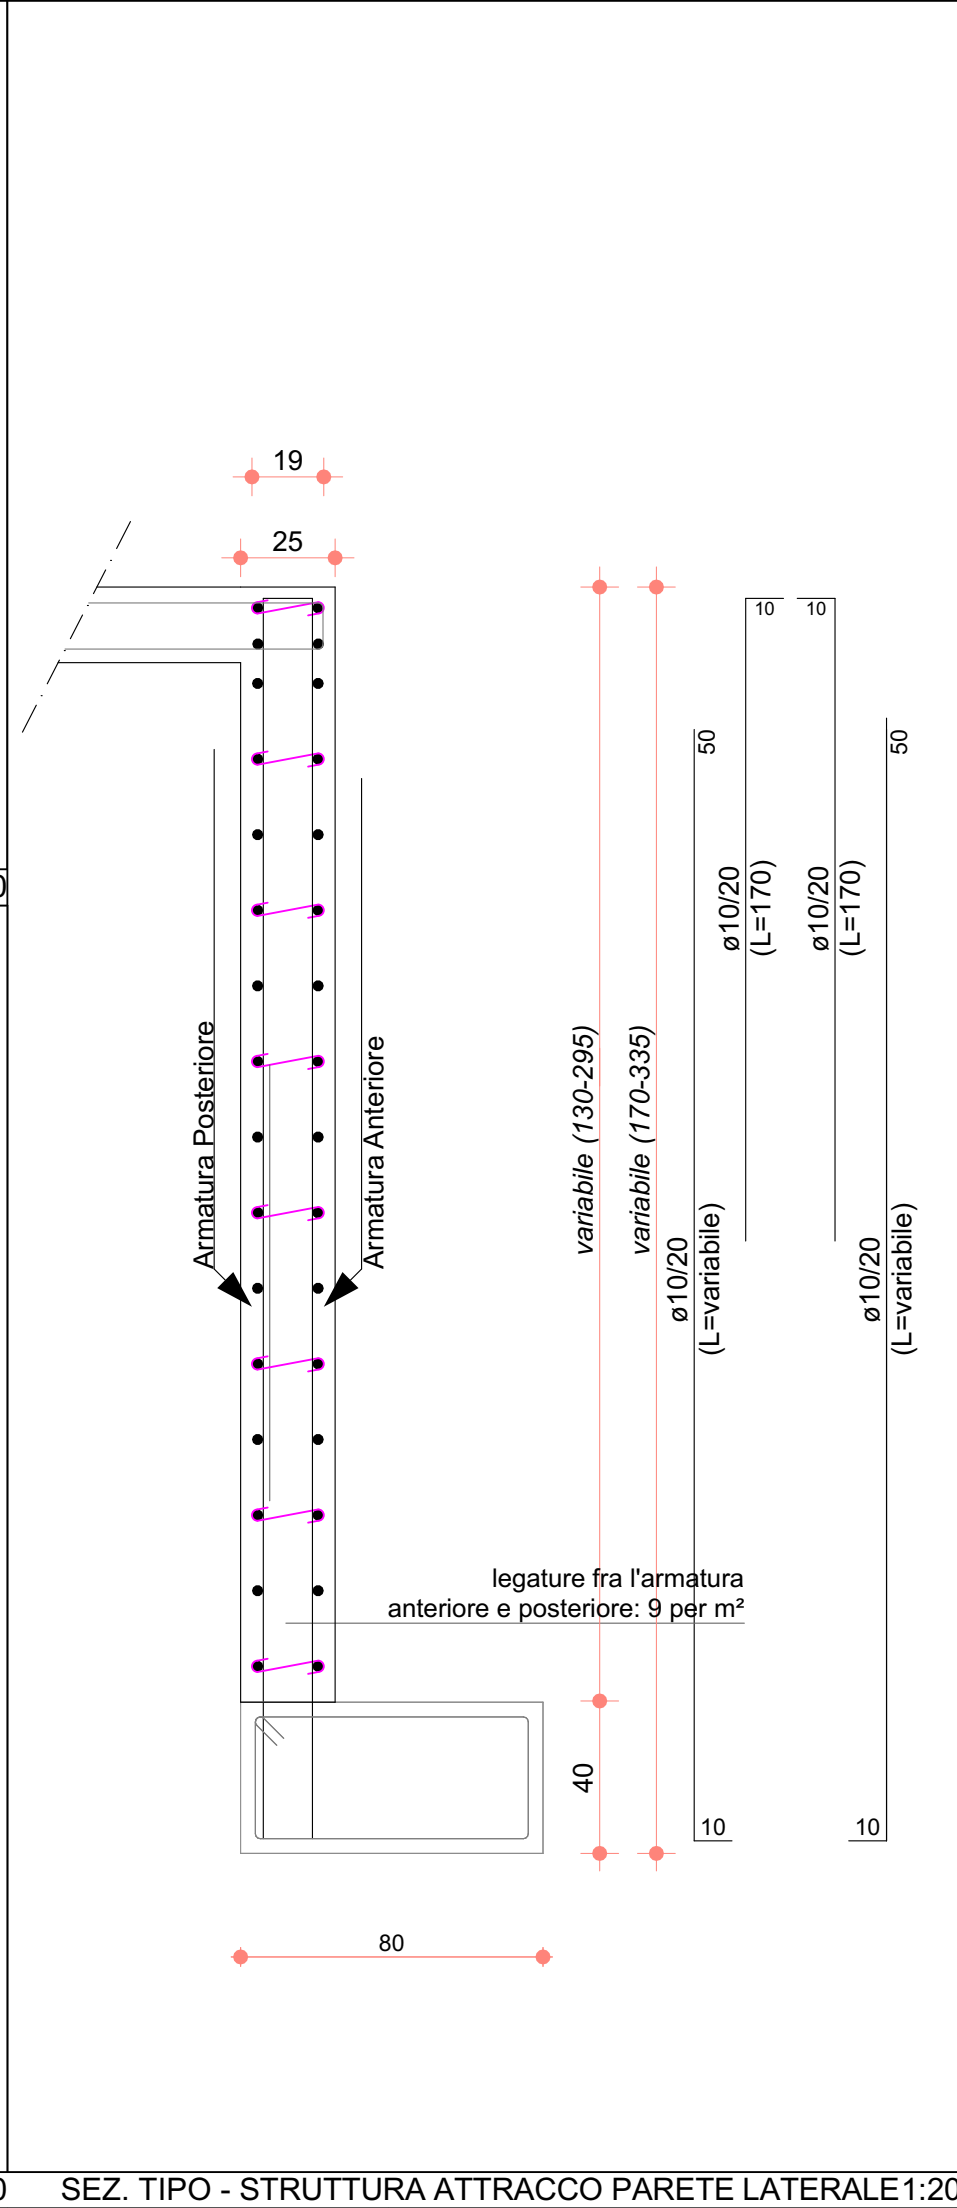 19
25
10
10
50
50
ø10/20
(L=170)
ø10/20
(L=170)
0
Armatura Posteriore
Armatura Anteriore
variabile (130-295)
variabile (170-335)
ø10/20
(L=variabile)
ø10/20
(L=variabile)
legature fra l'armatura
anteriore e posteriore: 9 per m²
40
10
10
80
0
SEZ. TIPO - STRUTTURA ATTRACCO PARETE LATERALE 1:20